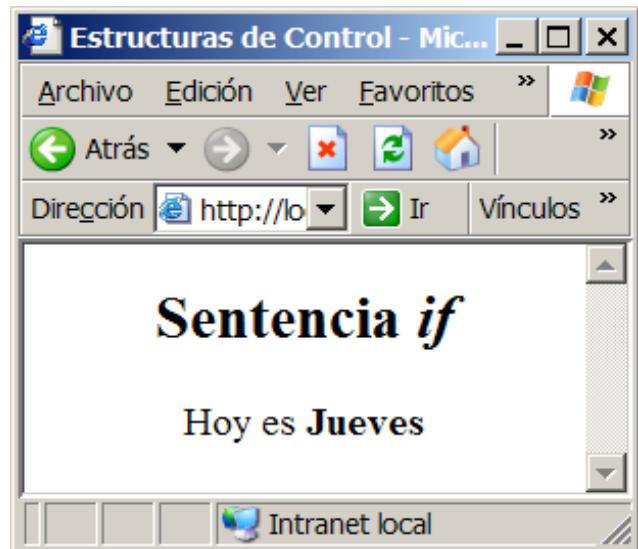 Estructuras de Control - Mic...
Archivo Edición Ver Favoritos »
Atrás »
Dirección http://lo Ir Vínculos »
Sentencia if
Hoy es Jueves
Intranet local